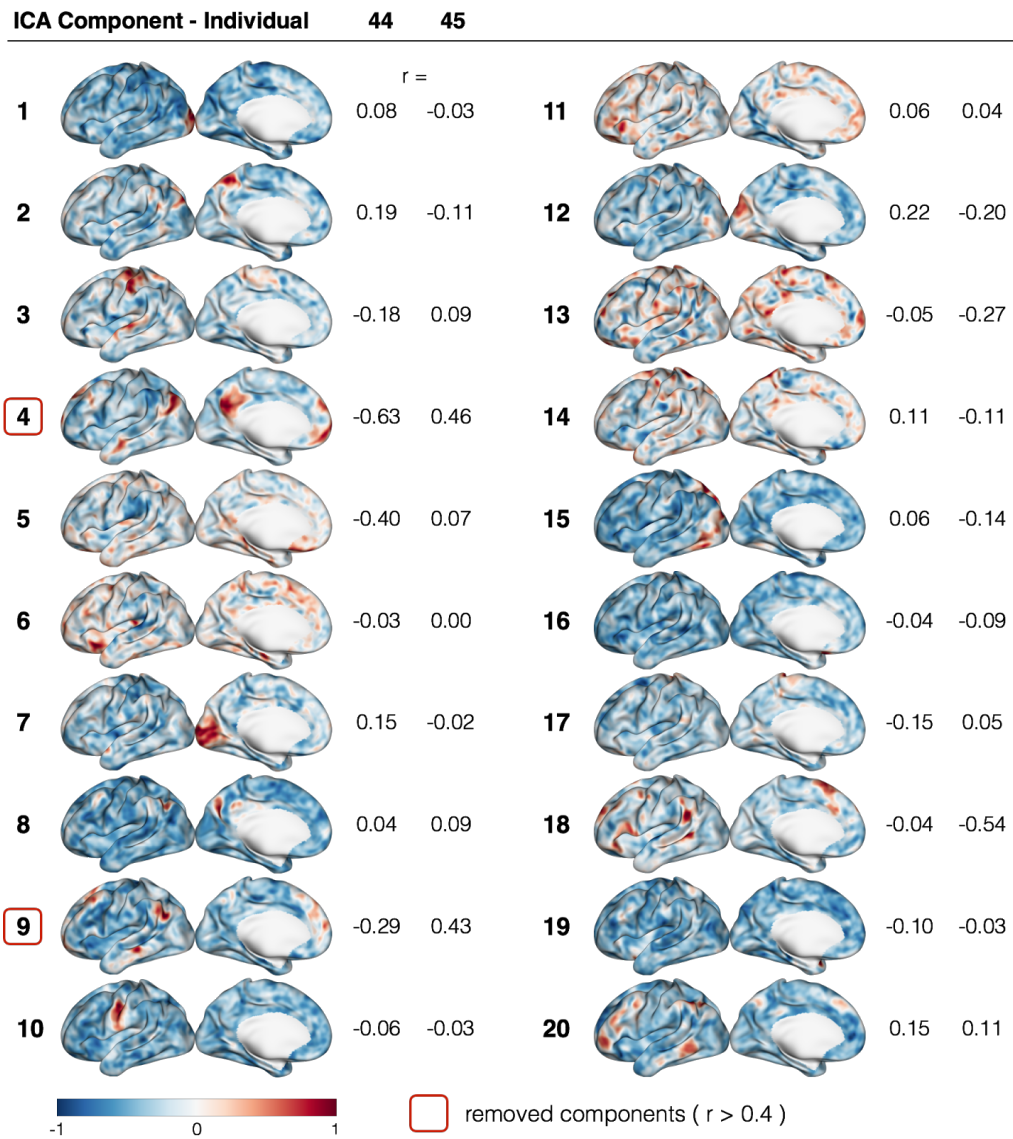 ICA Component - Individual 44 45
r =
1 0.08 -0.03
2 0.19 -0.11
3 -0.18 0.09
4 -0.63 0.46
5 -0.40 0.07
6 -0.03 0.00
7 0.15 -0.02
8 0.04 0.09
9 -0.29 0.43
10 -0.06 -0.03
11 0.06 0.04
12 0.22 -0.20
13 -0.05 -0.27
14 0.11 -0.11
15 0.06 -0.14
16 -0.04 -0.09
17 -0.15 0.05
18 -0.04 -0.54
19 -0.10 -0.03
20 0.15 0.11
-1 0 1
removed components ( r > 0.4 )